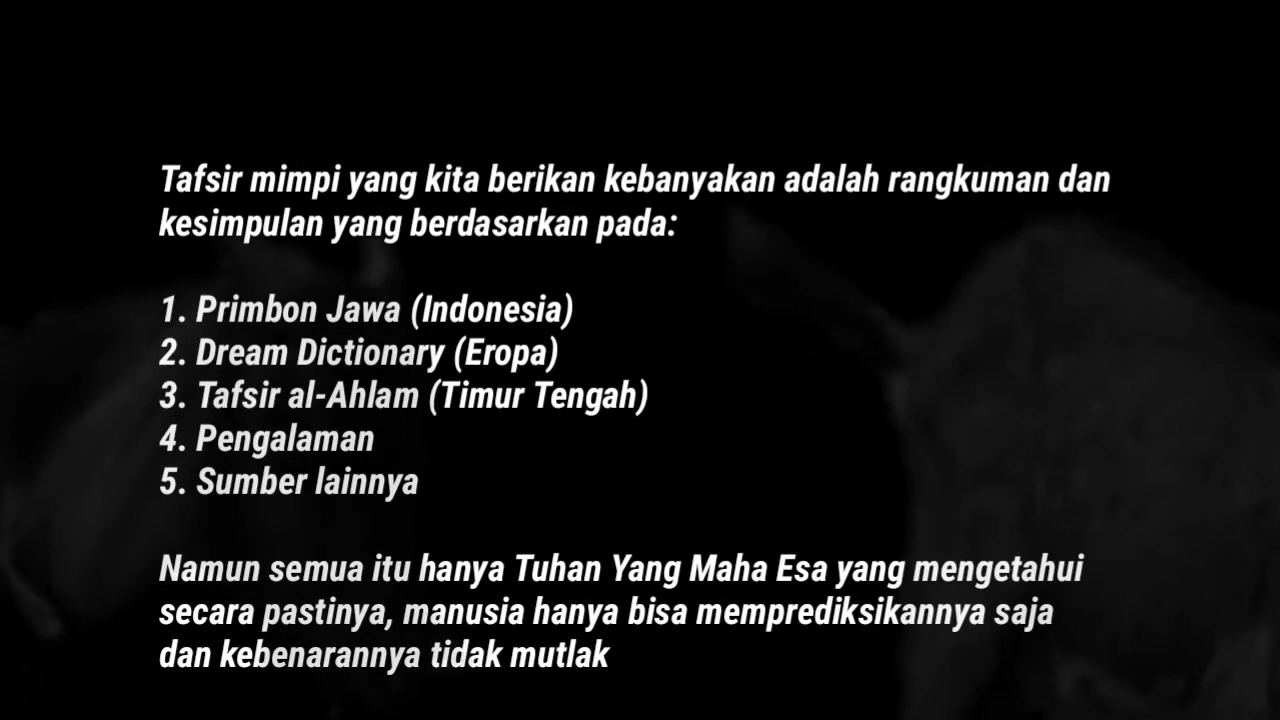 Tafsir mimpi yang kita berikan kebanyakan adalah rangkuman dan
kesimpulan yang berdasarkan pada:
1. Primbon Jawa (Indonesia)
2. Dream Dictionary (Eropa)
3. Tafsir al-Ahlam (Timur Tengah)
4. Pengalaman
5. Sumber lainnya
Namun semua itu hanya Tuhan Yang Maha Esa yang mengetahui
secara pastinya, manusia hanya bisa memprediksikannya saja
dan kebenarannya tidak mutlak